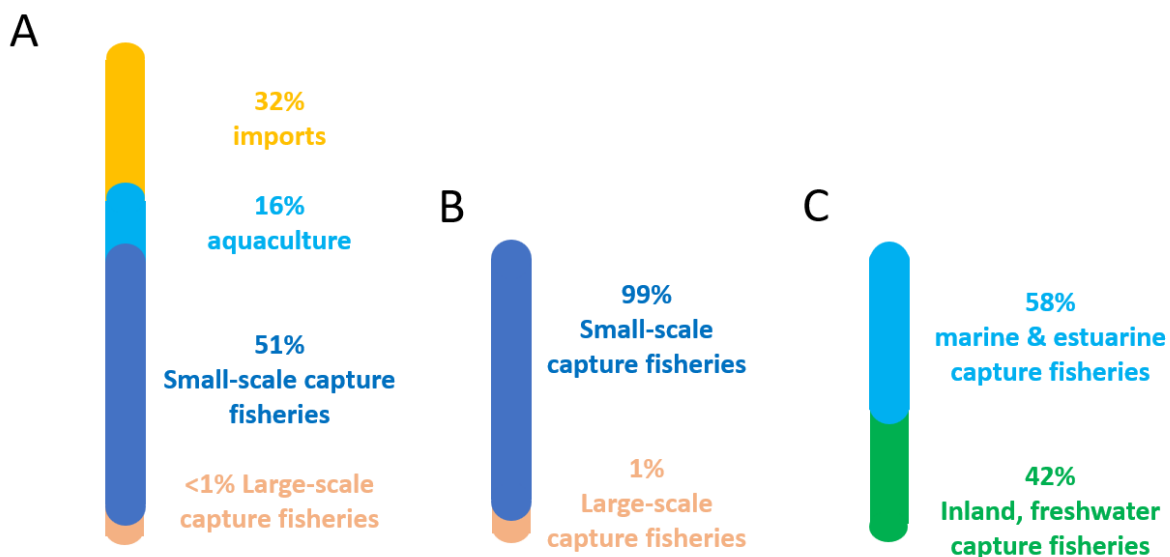 A
32%
imports
16%
aquaculture
51%
Small-scale capture
fisheries
<1% Large-scale
capture fisheries
B
99%
Small-scale
capture fisheries
1%
Large-scale
capture fisheries
C
58%
marine & estuarine
capture fisheries
42%
Inland, freshwater
capture fisheries